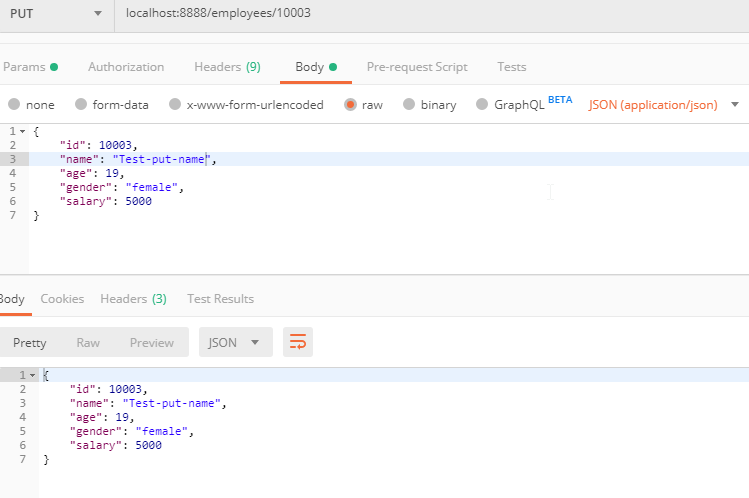 PUT localhost:8888/employees/10003
Params Authorization Headers (9) Body Pre-request Script Tests
none form-data x-www-form-urlencoded raw binary GraphQL BETA JSON (application/json)
1 {
2 "id": 10003,
3 "name": "Test-put-name",
4 "age": 19,
5 "gender": "female",
6 "salary": 5000
7 }
Body Cookies Headers (3) Test Results
Pretty Raw Preview JSON
1 {
2 "id": 10003,
3 "name": "Test-put-name",
4 "age": 19,
5 "gender": "female",
6 "salary": 5000
7 }